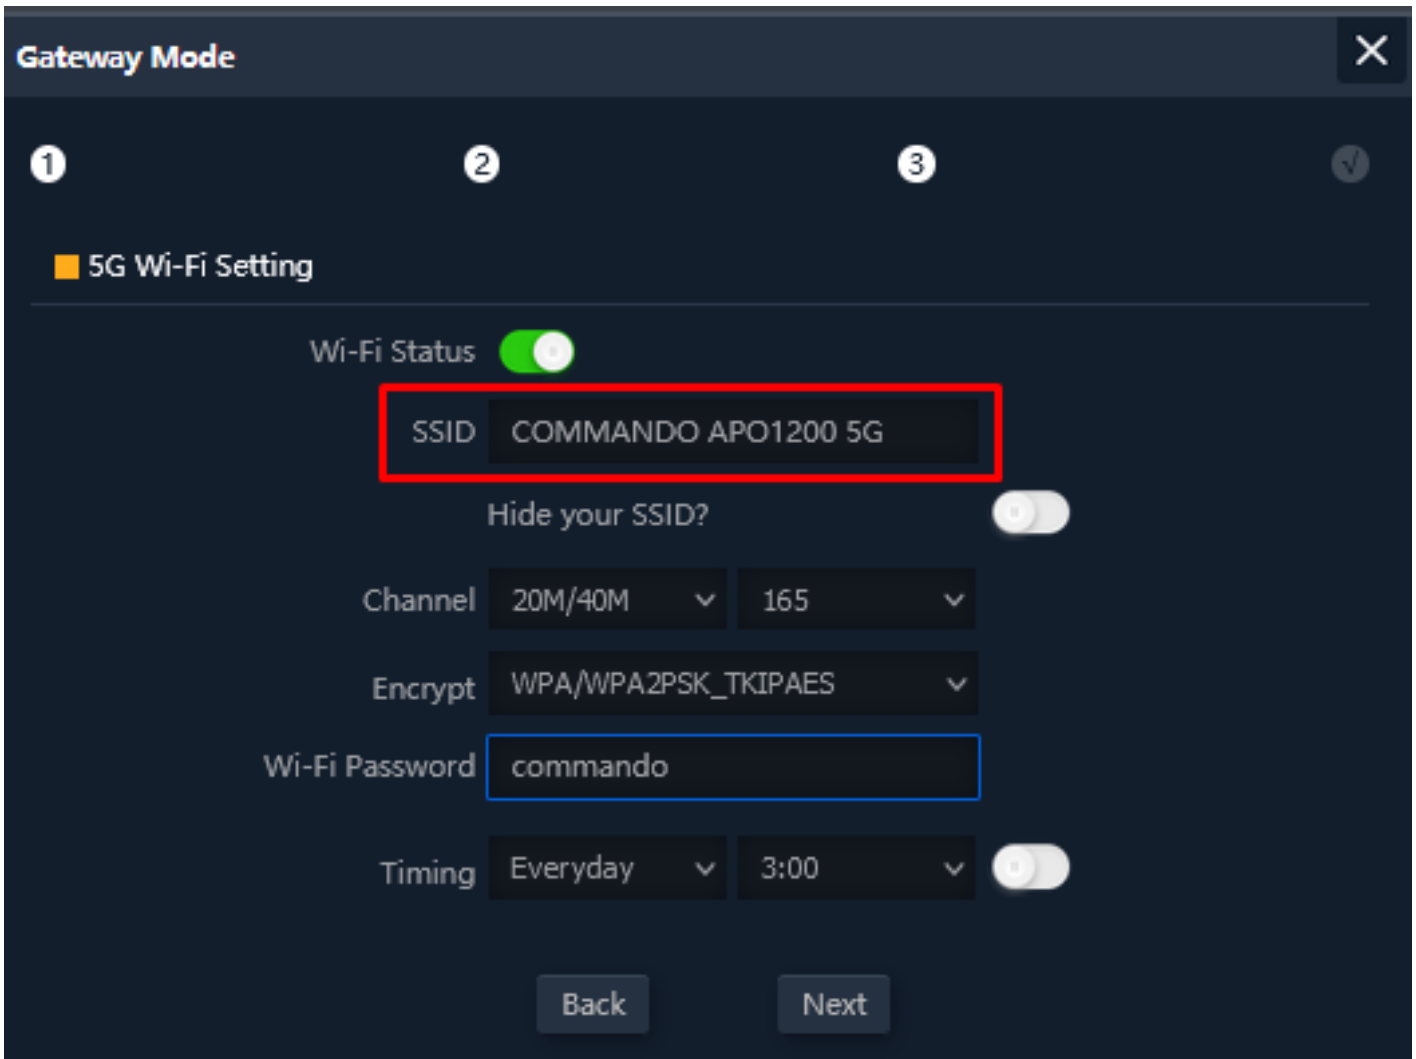 Gateway Mode
1 2 3 √
5G Wi-Fi Setting
Wi-Fi Status
SSID COMMANDO APO1200 5G
Hide your SSID?
Channel 20M/40M 165
Encrypt WPA/WPA2PSK_TKIPAES
Wi-Fi Password commando
Timing Everyday 3:00
Back Next